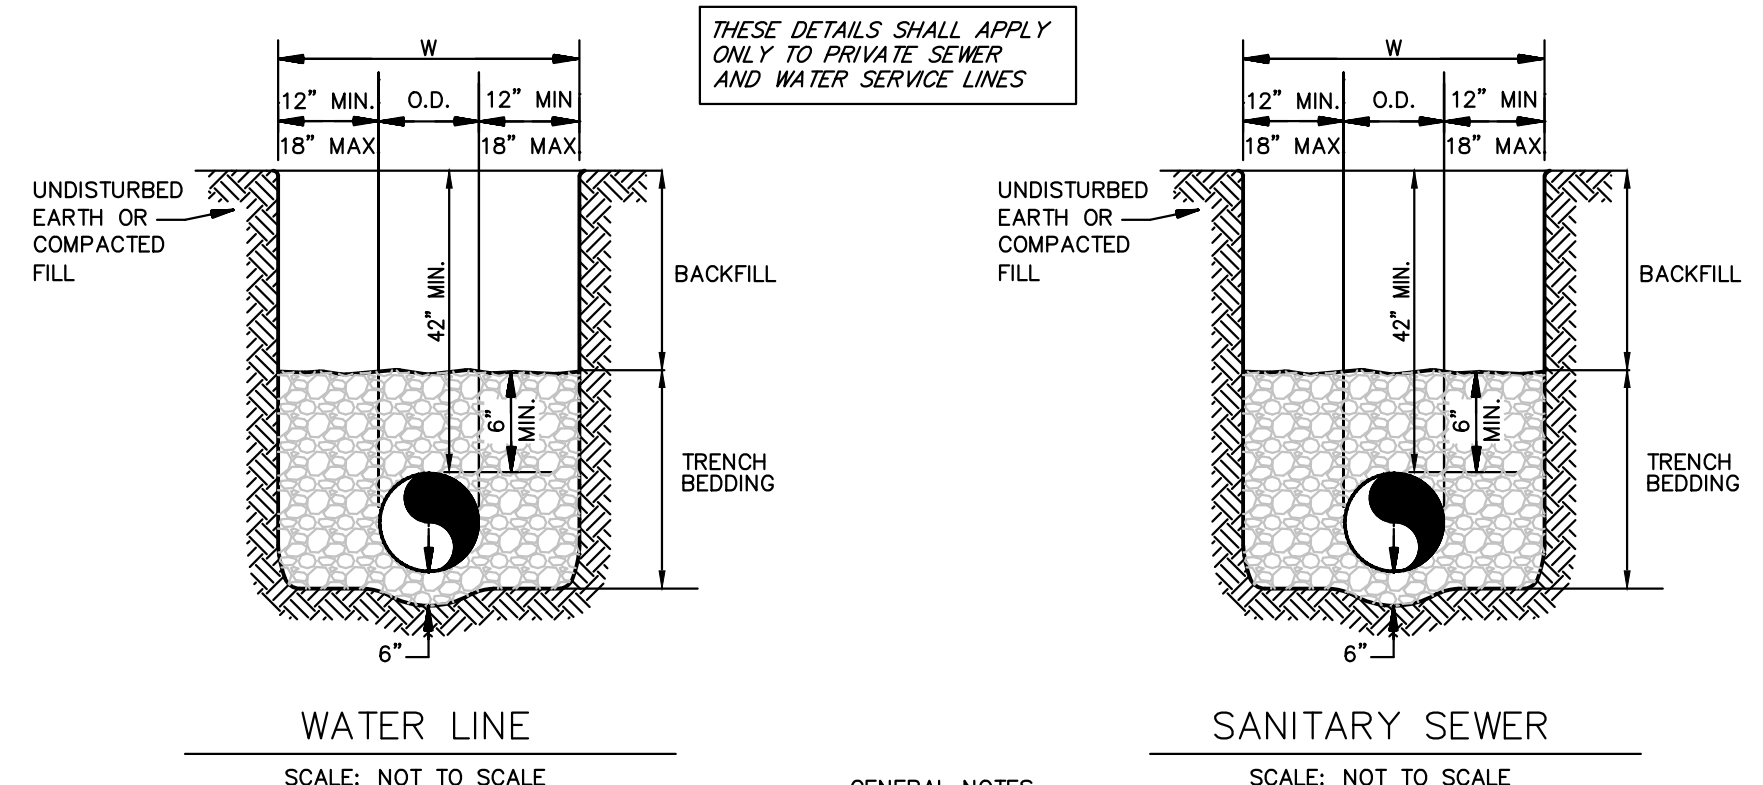 THESE DETAILS SHALL APPLY
ONLY TO PRIVATE SEWER
AND WATER SERVICE LINES
W
12" MIN.
O.D.
12" MIN
18" MAX
18" MAX
UNDISTURBED
EARTH OR
COMPACTED
FILL
42" MIN.
BACKFILL
6"
MIN.
TRENCH
BEDDING
6"
WATER LINE
SCALE: NOT TO SCALE
W
12" MIN.
O.D.
12" MIN
18" MAX
18" MAX
UNDISTURBED
EARTH OR
COMPACTED
FILL
42" MIN.
BACKFILL
6"
MIN.
TRENCH
BEDDING
6"
SANITARY SEWER
SCALE: NOT TO SCALE
GENERAL NOTES